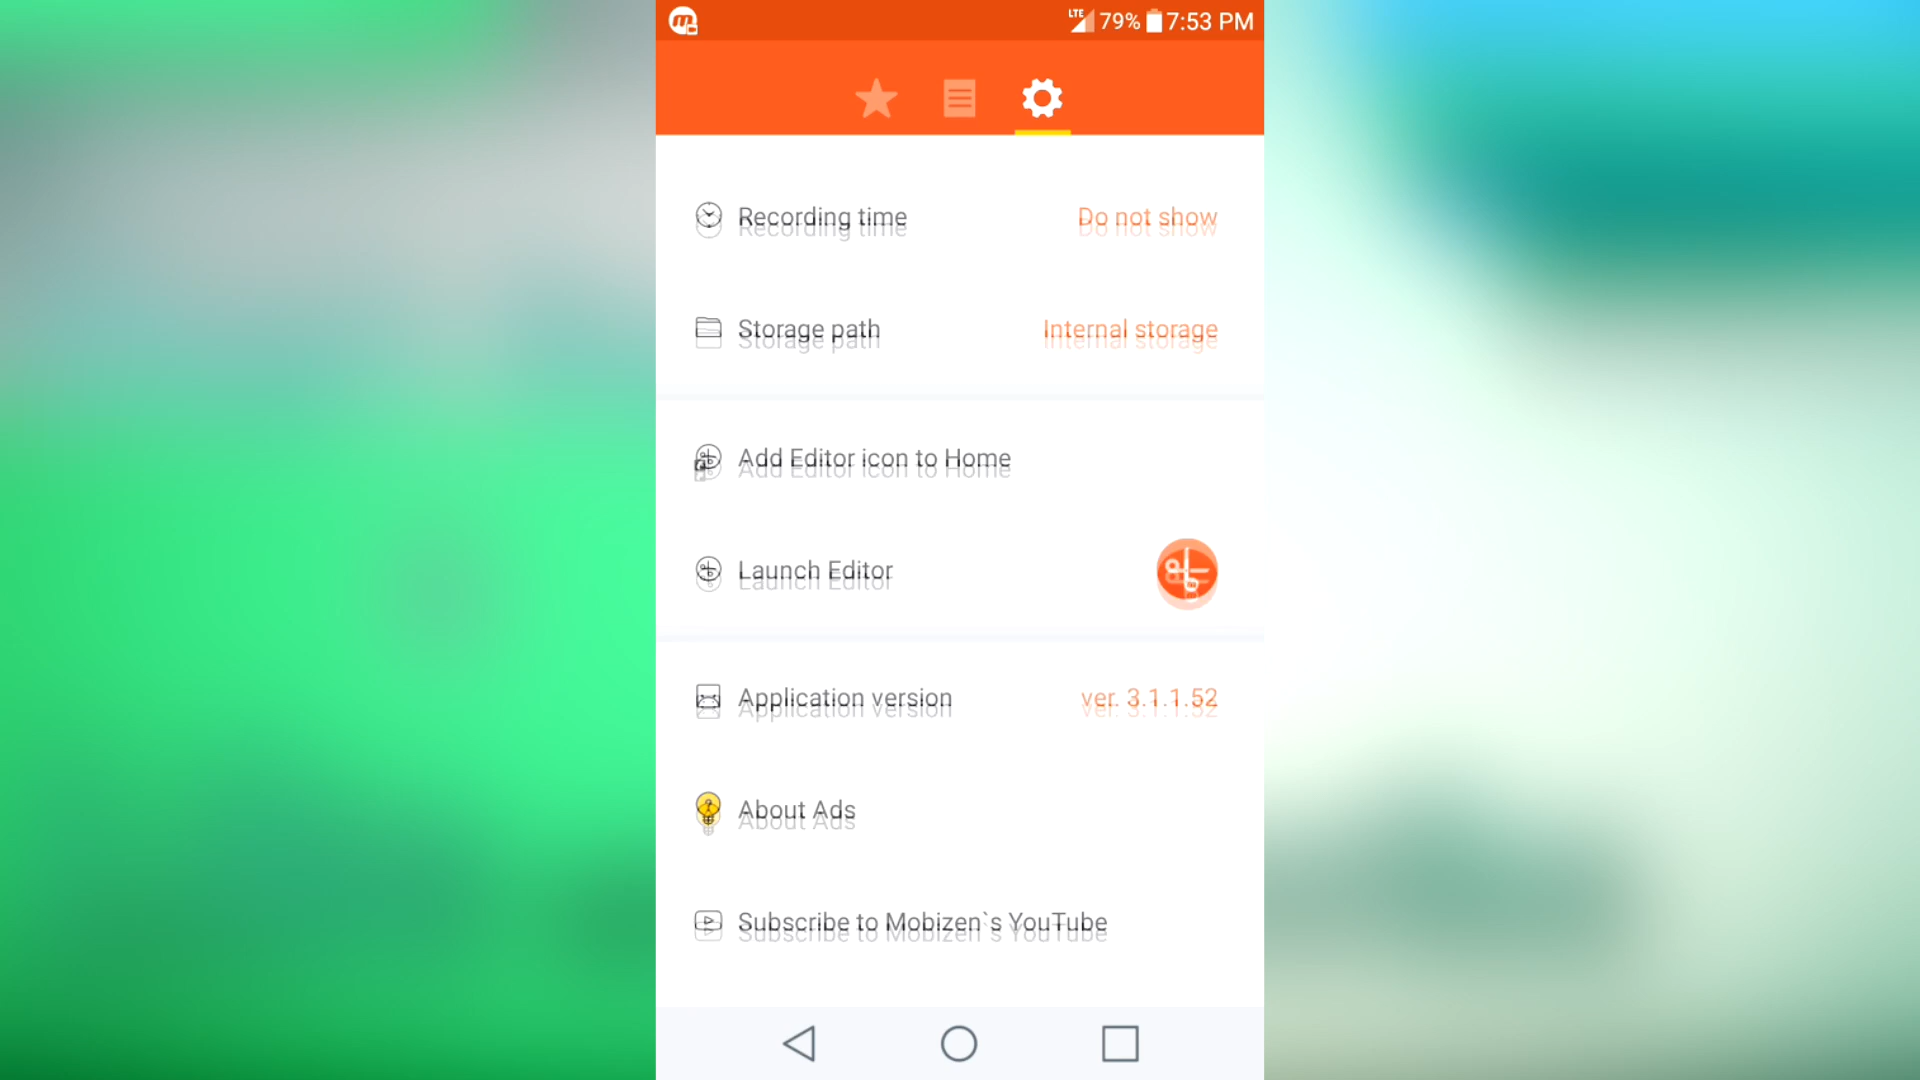 LTE 79% 7:53 PM
Recording time Do not show
Storage path Internal storage
Add Editor icon to Home
Launch Editor
Application version ver. 3.1.1.52
About Ads
Subscribe to Mobizen`s YouTube